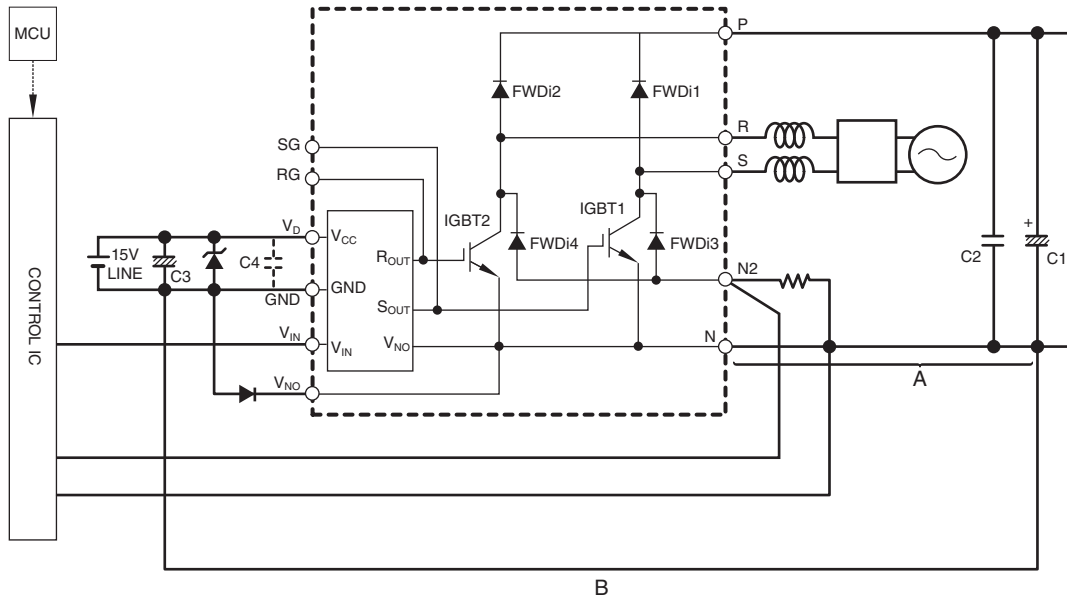 MCU
CONTROL IC
P
FWDi2
FWDi1
R
S
SG
RG
IGBT2
IGBT1
FWDi4
FWDi3
VD
VCC
15V
LINE
C3
C4
ROUT
GND
GND
SOUT
N2
C2
+
C1
VIN
VIN
VNO
N
VNO
A
B